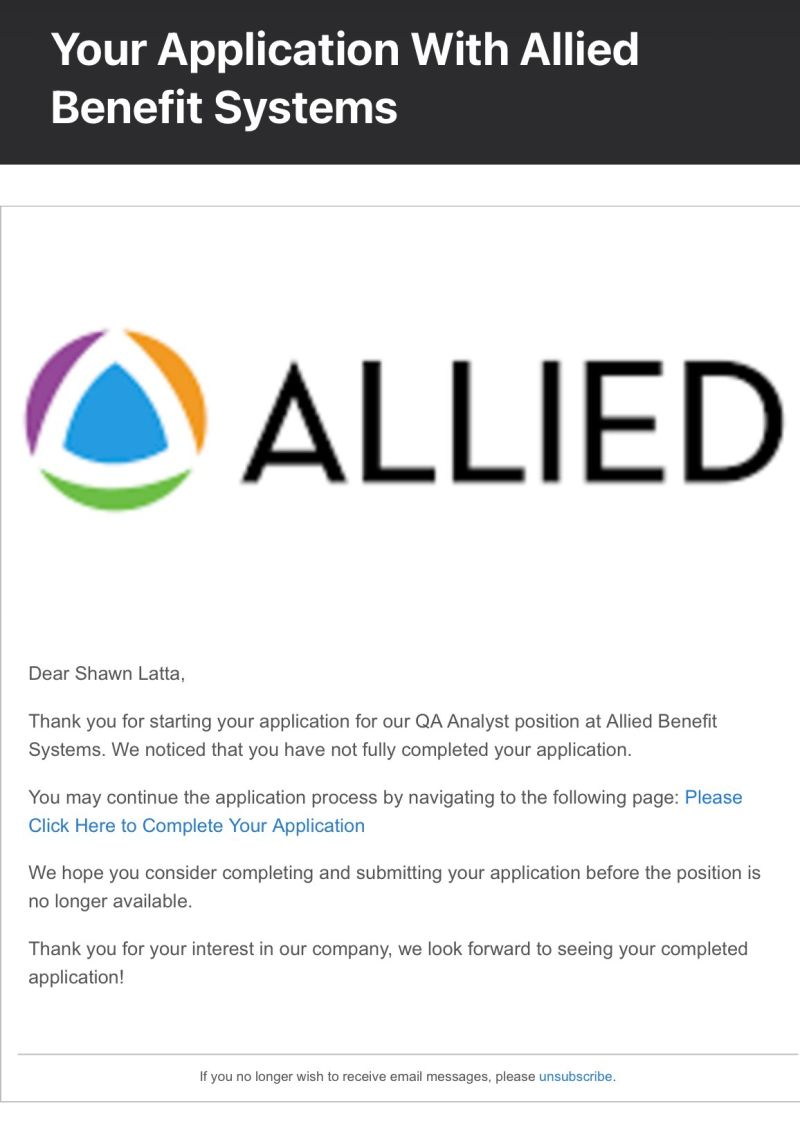 Your Application With Allied
Benefit Systems
ALLIED
Dear Shawn Latta,
Thank you for starting your application for our QA Analyst position at Allied Benefit
Systems. We noticed that you have not fully completed your application.
You may continue the application process by navigating to the following page: Please
Click Here to Complete Your Application
We hope you consider completing and submitting your application before the position is
no longer available.
Thank you for your interest in our company, we look forward to seeing your completed
application!
If you no longer wish to receive email messages, please unsubscribe.